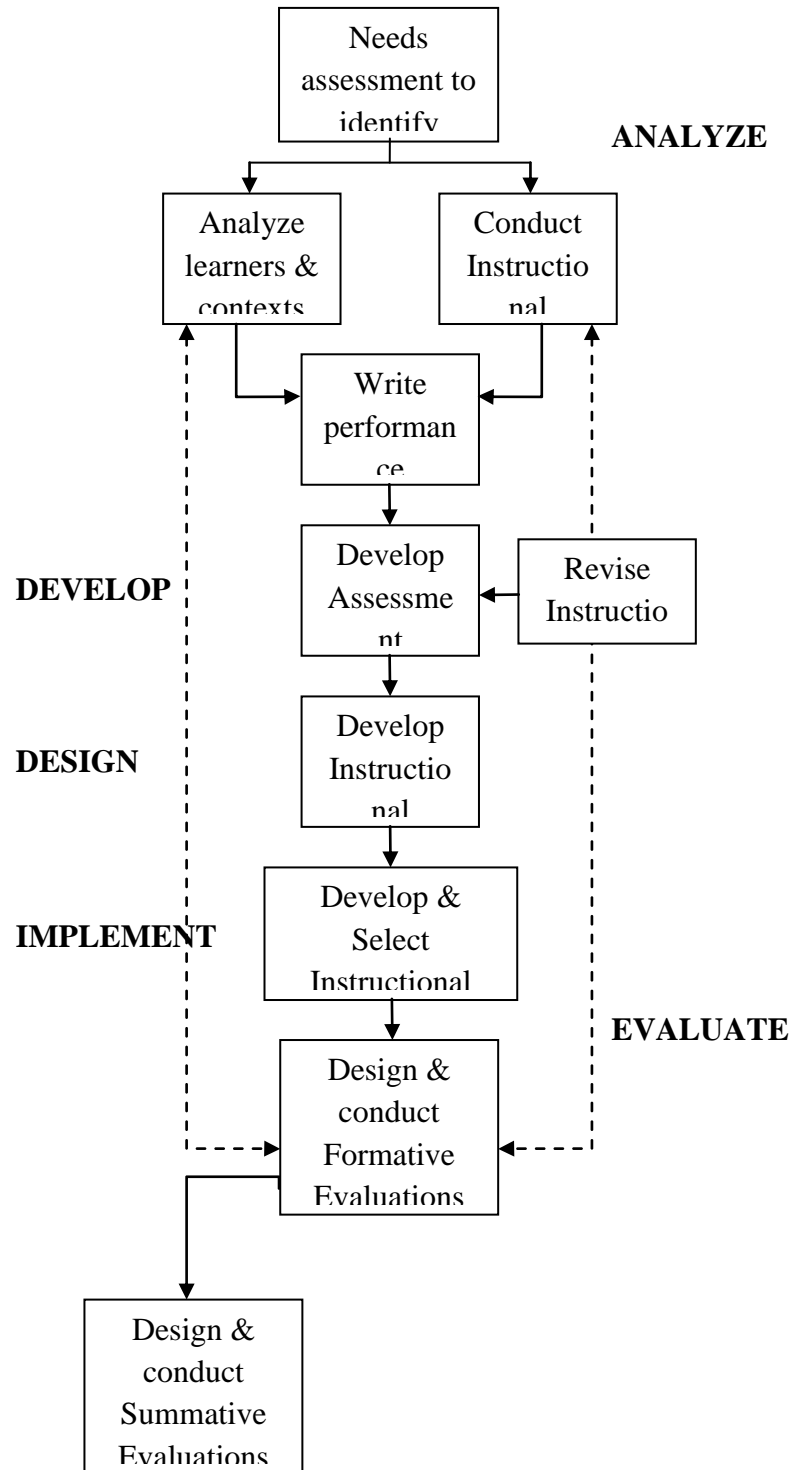 Needs
assessment to
identify
ANALYZE
Analyze
learners &
contexts
Conduct
Instructio
nal
Write
performan
ce
Develop
Assessme
nt
Revise
Instructio
DEVELOP
Develop
Instructio
nal
DESIGN
Develop &
Select
Instructional
IMPLEMENT
EVALUATE
Design &
conduct
Formative
Evaluations
Design &
conduct
Summative
Evaluations